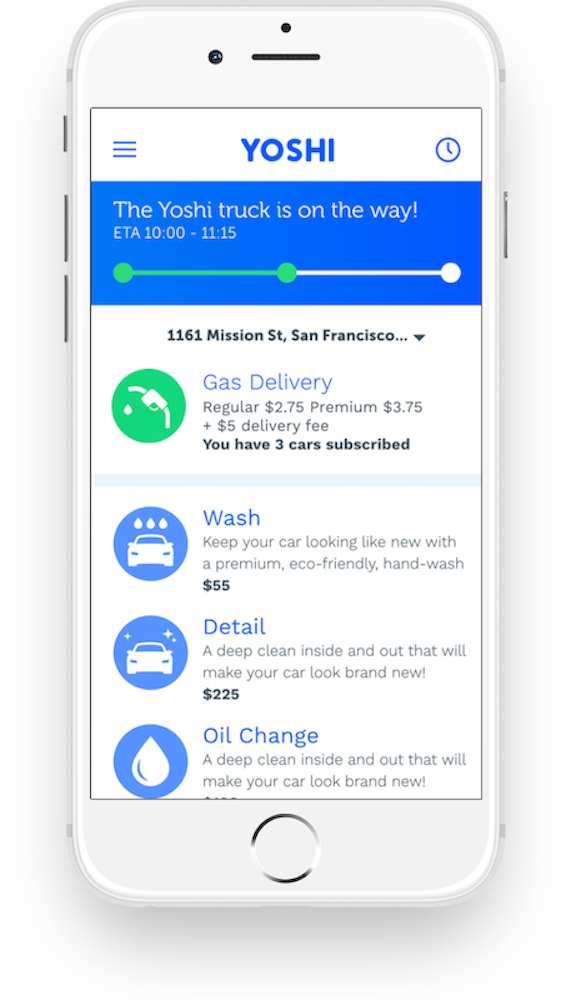 YOSHI
The Yoshi truck is on the way!
ETA 10:00 - 11:15
1161 Mission St, San Francisco...
Gas Delivery
Regular $2.75 Premium $3.75
+ $5 delivery fee
You have 3 cars subscribed
Wash
Keep your car looking like new with
a premium, eco-friendly, hand-wash
$55
Detail
A deep clean inside and out that will
make your car look brand new!
$225
Oil Change
A deep clean inside and out that will
make your car look brand new!